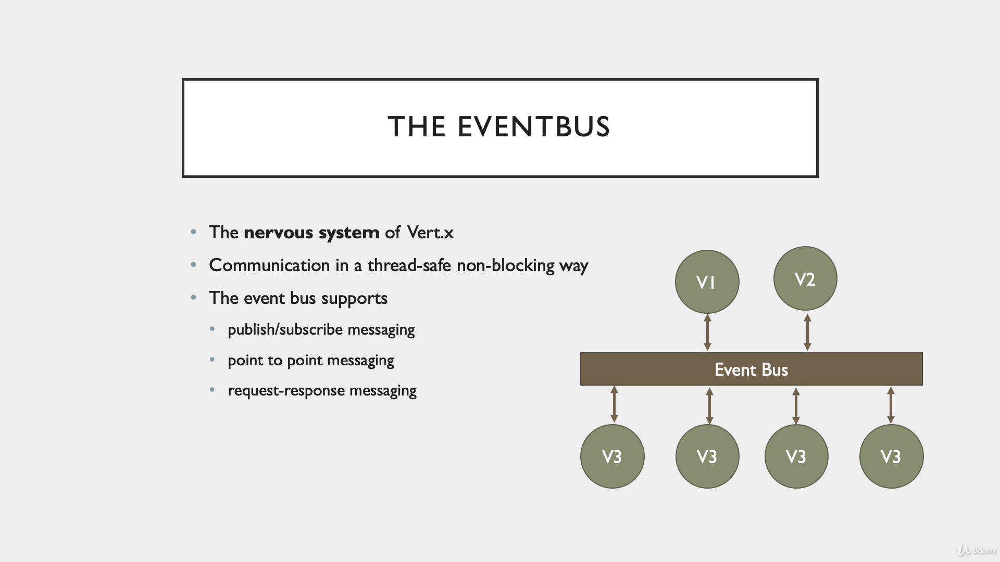 THE EVENTBUS
• The nervous system of Vert.x
• Communication in a thread-safe non-blocking way
• The event bus supports
• publish/subscribe messaging
• point to point messaging
• request-response messaging
V1
V2
Event Bus
V3
V3
V3
V3
Udemy